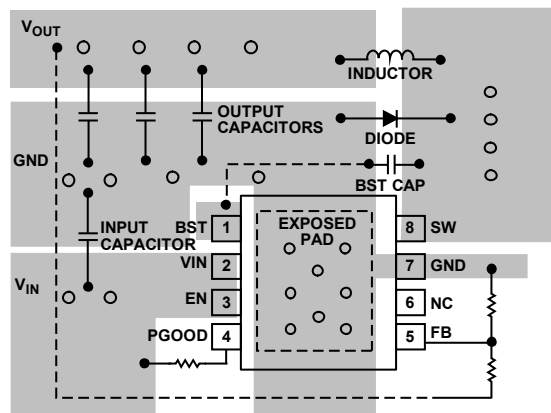 VOUT
INDUCTOR
OUTPUT
CAPACITORS
DIODE
GND
BST CAP
INPUT
CAPACITOR
BST 1
EXPOSED
PAD
8 SW
VIN 2
7 GND
VIN
EN 3
6 NC
PGOOD 4
5 FB